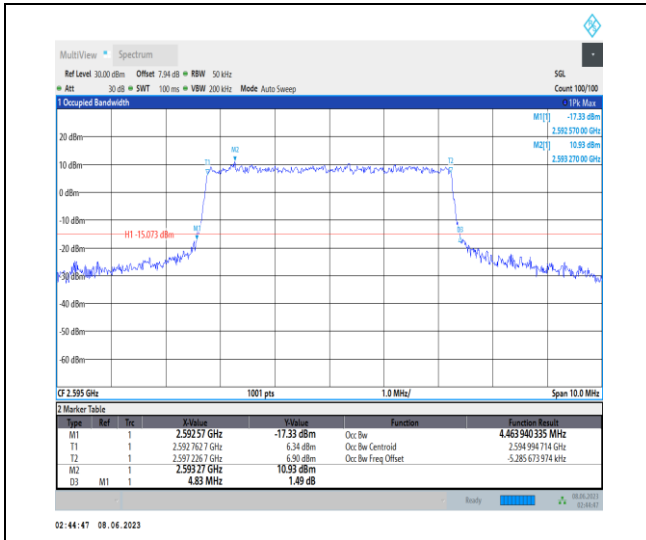 MultiView Spectrum
Ref Level 30.00 dBm Offset 7.94 dB RBW 50 kHz SGL
Att 30 dB SWT 100 ms VBW 200 kHz Mode Auto Sweep Count 100/100
1 Occupied Bandwidth 1Pk Max
M1[1] -17.33 dBm
2.592 570 00 GHz
M2[1] 10.93 dBm
2.593 270 00 GHz
20 dBm
10 dBm
0 dBm
-10 dBm
-20 dBm
-30 dBm
-40 dBm
-50 dBm
-60 dBm
M2
T1
T2
H1 -15.073 dBm
M1
D3
CF 2.595 GHz 1001 pts 1.0 MHz/ Span 10.0 MHz
2 Marker Table
Type Ref Trc X-Value Y-Value Function Function Result
M1 1 2.592 57 GHz -17.33 dBm Occ Bw 4.463 940 335 MHz
T1 1 2.592 762 7 GHz 6.34 dBm Occ Bw Centroid 2.594 994 714 GHz
T2 1 2.597 226 7 GHz 6.90 dBm Occ Bw Freq Offset -5.285 673 974 kHz
M2 1 2.593 27 GHz 10.93 dBm
D3 M1 1 4.83 MHz 1.49 dB
Ready 08.06.2023
02:44:47
02:44:47 08.06.2023